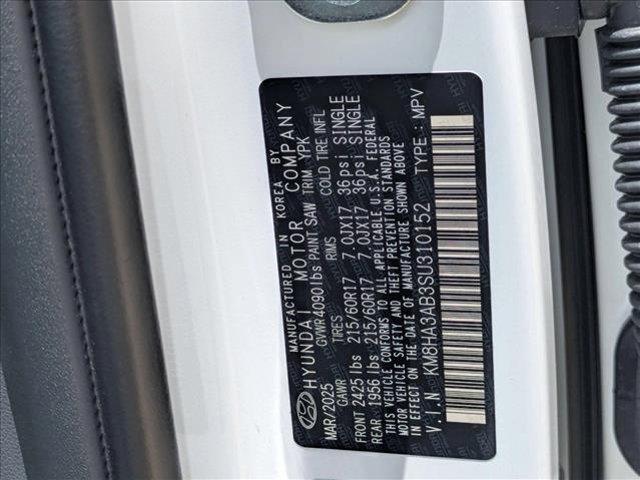 MANUFACTURED IN KOREA BY
HYUNDAI MOTOR COMPANY
MAR/2025 GVWR 4090lbs PAINT SAW TRIM YPK
GAWR TIRES RIMS COLD TIRE INFL
FRONT 2425 lbs 215/60R17 7.0JX17 36psi SINGLE
REAR 1956 lbs 215/60R17 7.0JX17 36psi SINGLE
THIS VEHICLE CONFORMS TO ALL APPLICABLE U.S.A. FEDERAL
MOTOR VEHICLE SAFETY AND THEFT PREVENTION STANDARDS
IN EFFECT ON THE DATE OF MANUFACTURE SHOWN ABOVE
V.I.N: KM8HA3AB3SU310152 TYPE: MPV